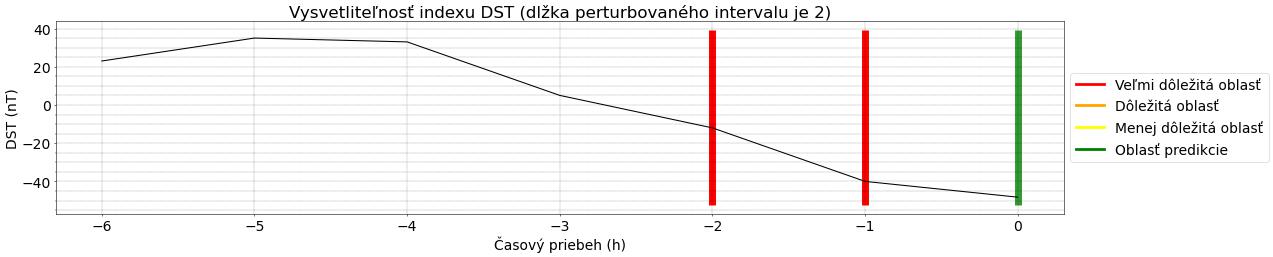 Vysvetliteľnosť indexu DST (dĺžka perturbovaného intervalu je 2)
DST (nT)
40
20
0
−20
−40
−6 −5 −4 −3 −2 −1 0
Časový priebeh (h)
Veľmi dôležitá oblasť
Dôležitá oblasť
Menej dôležitá oblasť
Oblasť predikcie